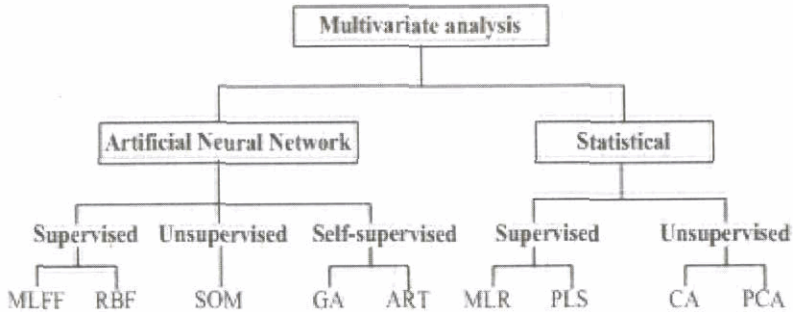 Multivariate analysis
Artificial Neural Network Statistical
Supervised Unsupervised Self-supervised Supervised Unsupervised
MLFF RBF SOM GA ART MLR PLS CA PCA